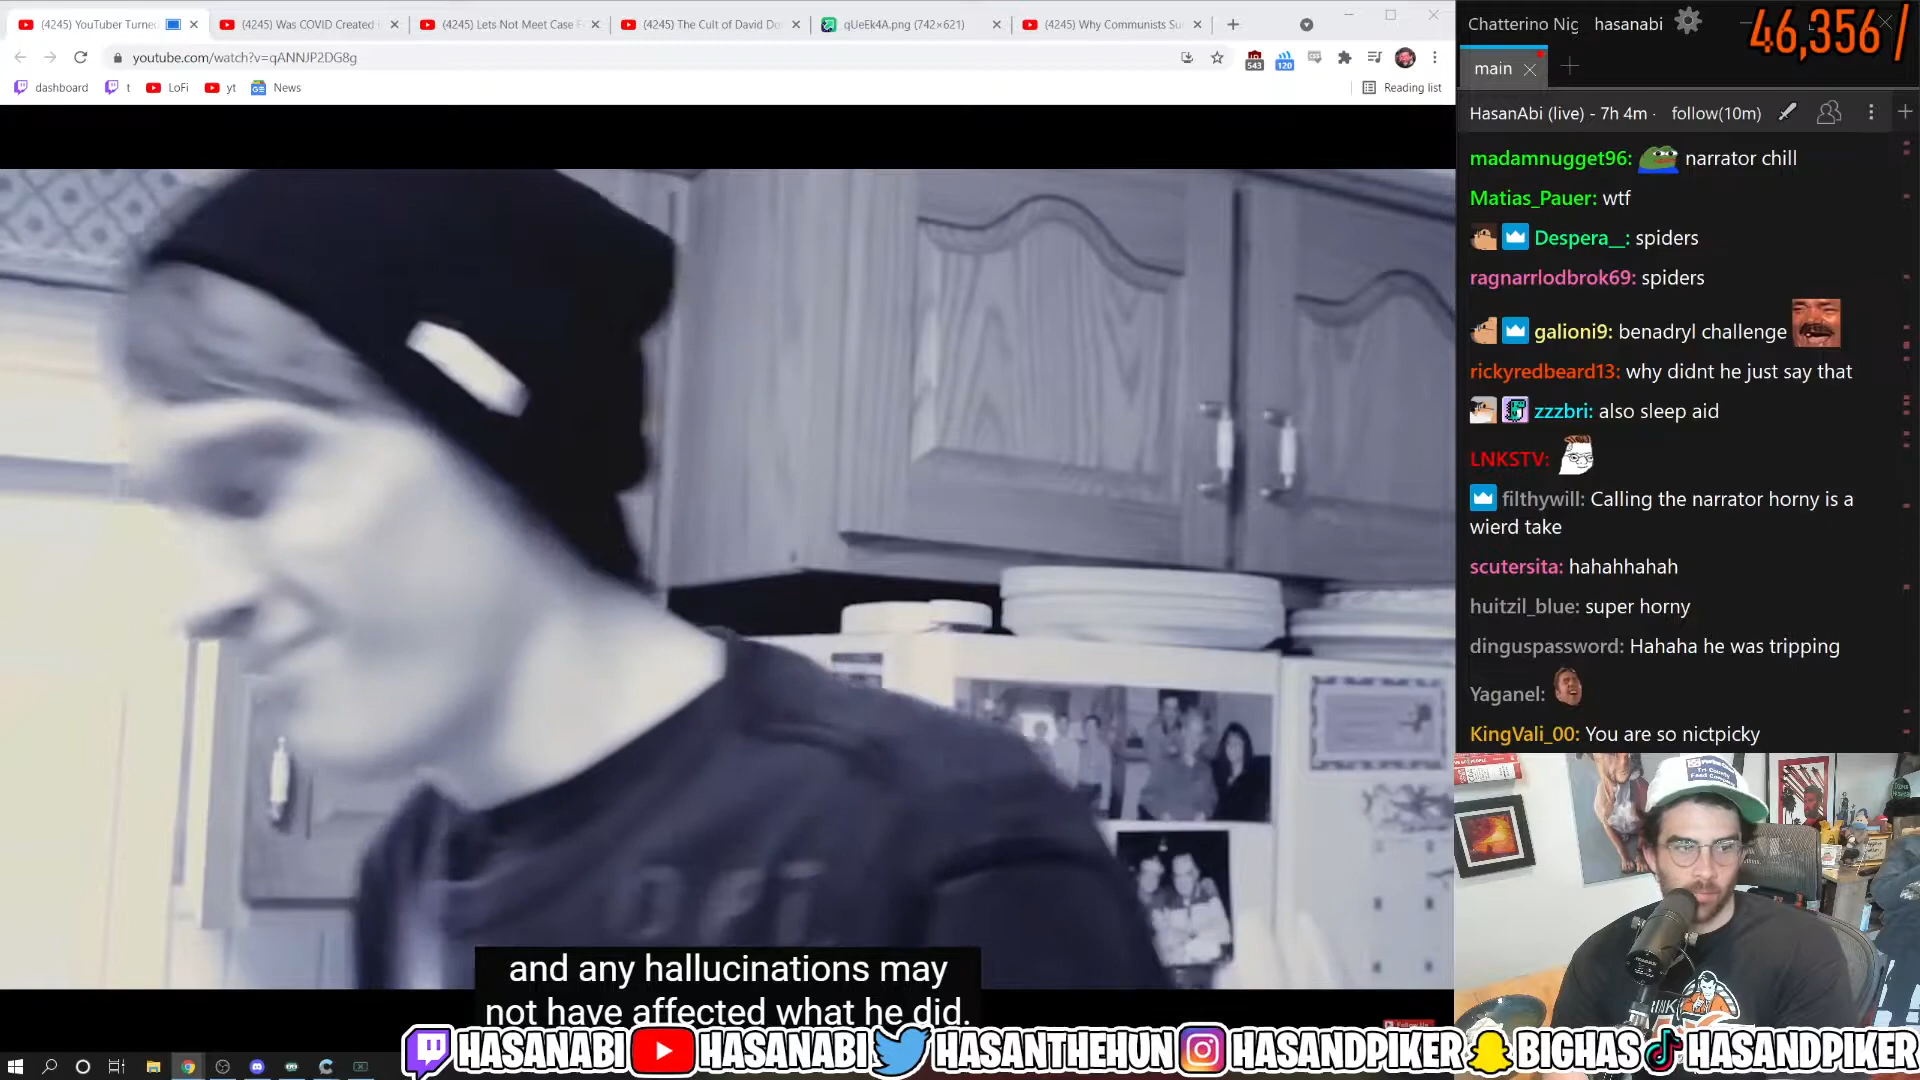 (4245) YouTuber Turned
(4245) Was COVID Created
(4245) Lets Not Meet Case F
(4245) The Cult of David Do
qUeEk4A.png (742×621)
(4245) Why Communists Su
youtube.com/watch?v=qANNJP2DG8g
543
120
dashboard
t
LoFi
yt
News
Reading list
Chatterino Nig
hasanabi
46,356 /
main
HasanAbi (live) - 7h 4m ·
follow(10m)
madamnugget96: narrator chill
Matias_Pauer: wtf
Despera__: spiders
ragnarrlodbrok69: spiders
galioni9: benadryl challenge
rickyredbeard13: why didnt he just say that
zzzbri: also sleep aid
LNKSTV:
filthywill: Calling the narrator horny is a
wierd take
scutersita: hahahhahah
huitzil_blue: super horny
dinguspassword: Hahaha he was tripping
Yaganel:
KingVali_00: You are so nictpicky
and any hallucinations may
not have affected what he did.
HASANABI
HASANABI
HASANTHEHUN
HASANDPIKER
BIGHAS
HASANDPIKER